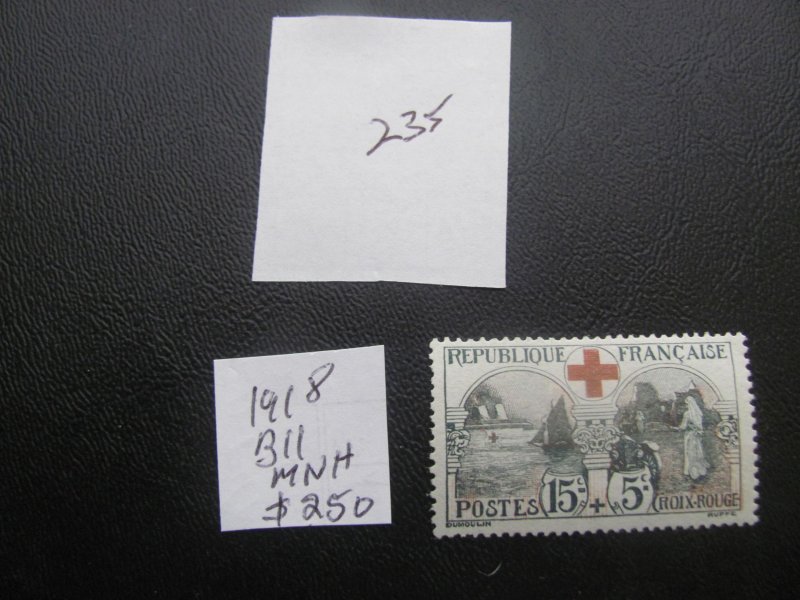 235
1918
B11
MNH
$250
REPUBLIQUE FRANÇAISE
POSTES 15c + 5c CROIX-ROUGE
DUMOULIN RUFFE